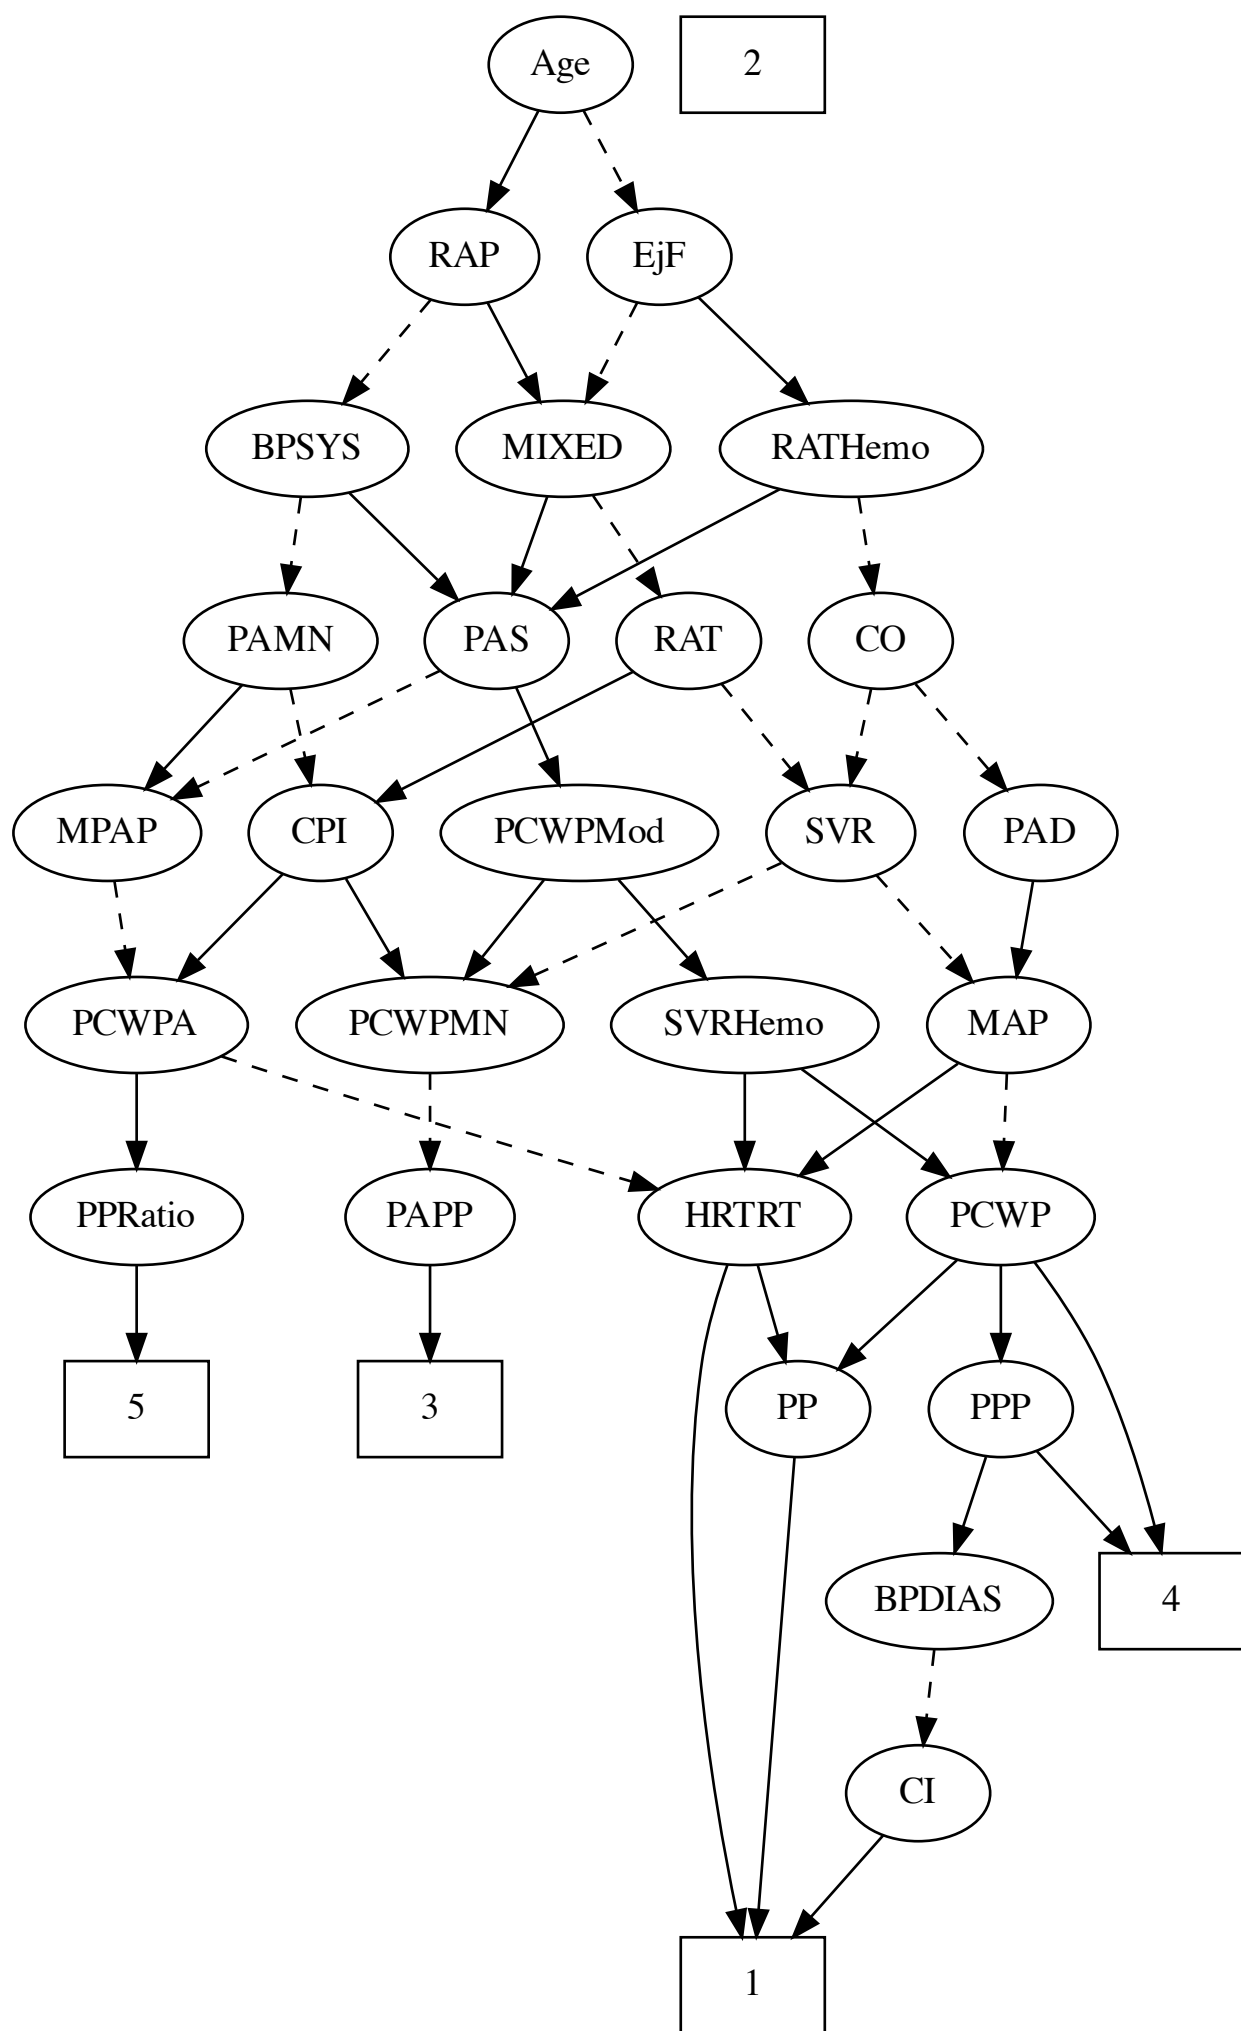 Age
2
RAP
EjF
BPSYS
MIXED
RATHemo
PAMN
PAS
RAT
CO
MPAP
CPI
PCWPMod
SVR
PAD
PCWPA
PCWPMN
SVRHemo
MAP
PPRatio
PAPP
HRTRT
PCWP
5
3
PP
PPP
BPDIAS
4
CI
1